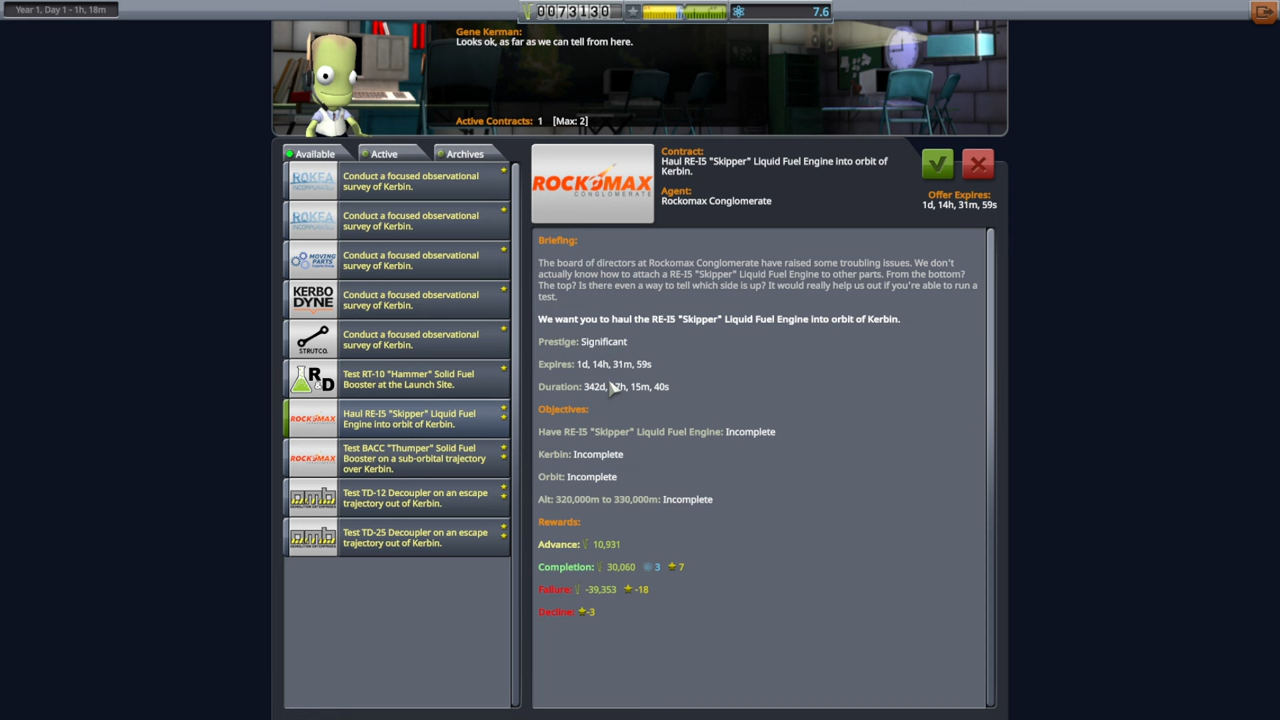 Year 1, Day 1 - 1h, 18m
0073130
7.6
Gene Kerman:
Looks ok, as far as we can tell from here.
Active Contracts: 1 [Max: 2]
Available
Active
Archives
ROKEA
INCORPORATED
Conduct a focused observational
survey of Kerbin.
ROKEA
INCORPORATED
Conduct a focused observational
survey of Kerbin.
MOVING
PARTS
Conduct a focused observational
survey of Kerbin.
KERBO
DYNE
Conduct a focused observational
survey of Kerbin.
STRUTCO.
Conduct a focused observational
survey of Kerbin.
R&D
Test RT-10 "Hammer" Solid Fuel
Booster at the Launch Site.
ROCKOMAX
Haul RE-I5 "Skipper" Liquid Fuel
Engine into orbit of Kerbin.
ROCKOMAX
Test BACC "Thumper" Solid Fuel
Booster on a sub-orbital trajectory
over Kerbin.
Test TD-12 Decoupler on an escape
trajectory out of Kerbin.
Test TD-25 Decoupler on an escape
trajectory out of Kerbin.
ROCKOMAX
CONGLOMERATE
Contract:
Haul RE-I5 "Skipper" Liquid Fuel Engine into orbit of
Kerbin.
Agent:
Rockomax Conglomerate
Offer Expires:
1d, 14h, 31m, 59s
Briefing:
The board of directors at Rockomax Conglomerate have raised some troubling issues. We don't
actually know how to attach a RE-I5 "Skipper" Liquid Fuel Engine to other parts. From the bottom?
The top? Is there even a way to tell which side is up? It would really help us out if you're able to run a
test.
We want you to haul the RE-I5 "Skipper" Liquid Fuel Engine into orbit of Kerbin.
Prestige: Significant
Expires: 1d, 14h, 31m, 59s
Duration: 342d, 15m, 40s
Objectives:
Have RE-I5 "Skipper" Liquid Fuel Engine: Incomplete
Kerbin: Incomplete
Orbit: Incomplete
Alt: 320,000m to 330,000m: Incomplete
Rewards:
Advance: 10,931
Completion: 30,060 3 7
Failure: -39,353 -18
Decline: -3